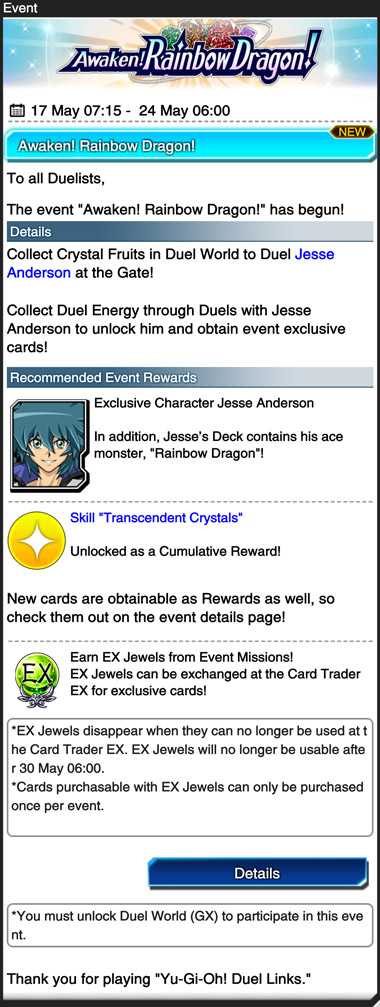 Event
Awaken! Rainbow Dragon!
17 May 07:15 -  24 May 06:00
NEW
Awaken! Rainbow Dragon!
To all Duelists,
The event "Awaken! Rainbow Dragon!" has begun!
Details
Collect Crystal Fruits in Duel World to Duel Jesse
Anderson at the Gate!
Collect Duel Energy through Duels with Jesse
Anderson to unlock him and obtain event exclusive
cards!
Recommended Event Rewards
Exclusive Character Jesse Anderson
In addition, Jesse's Deck contains his ace
monster, "Rainbow Dragon"!
Skill "Transcendent Crystals"
Unlocked as a Cumulative Reward!
New cards are obtainable as Rewards as well, so
check them out on the event details page!
EX
Earn EX Jewels from Event Missions!
EX Jewels can be exchanged at the Card Trader
EX for exclusive cards!
*EX Jewels disappear when they can no longer be used at t
he Card Trader EX. EX Jewels will no longer be usable afte
r 30 May 06:00.
*Cards purchasable with EX Jewels can only be purchased
once per event.
Details
*You must unlock Duel World (GX) to participate in this eve
nt.
Thank you for playing "Yu-Gi-Oh! Duel Links."